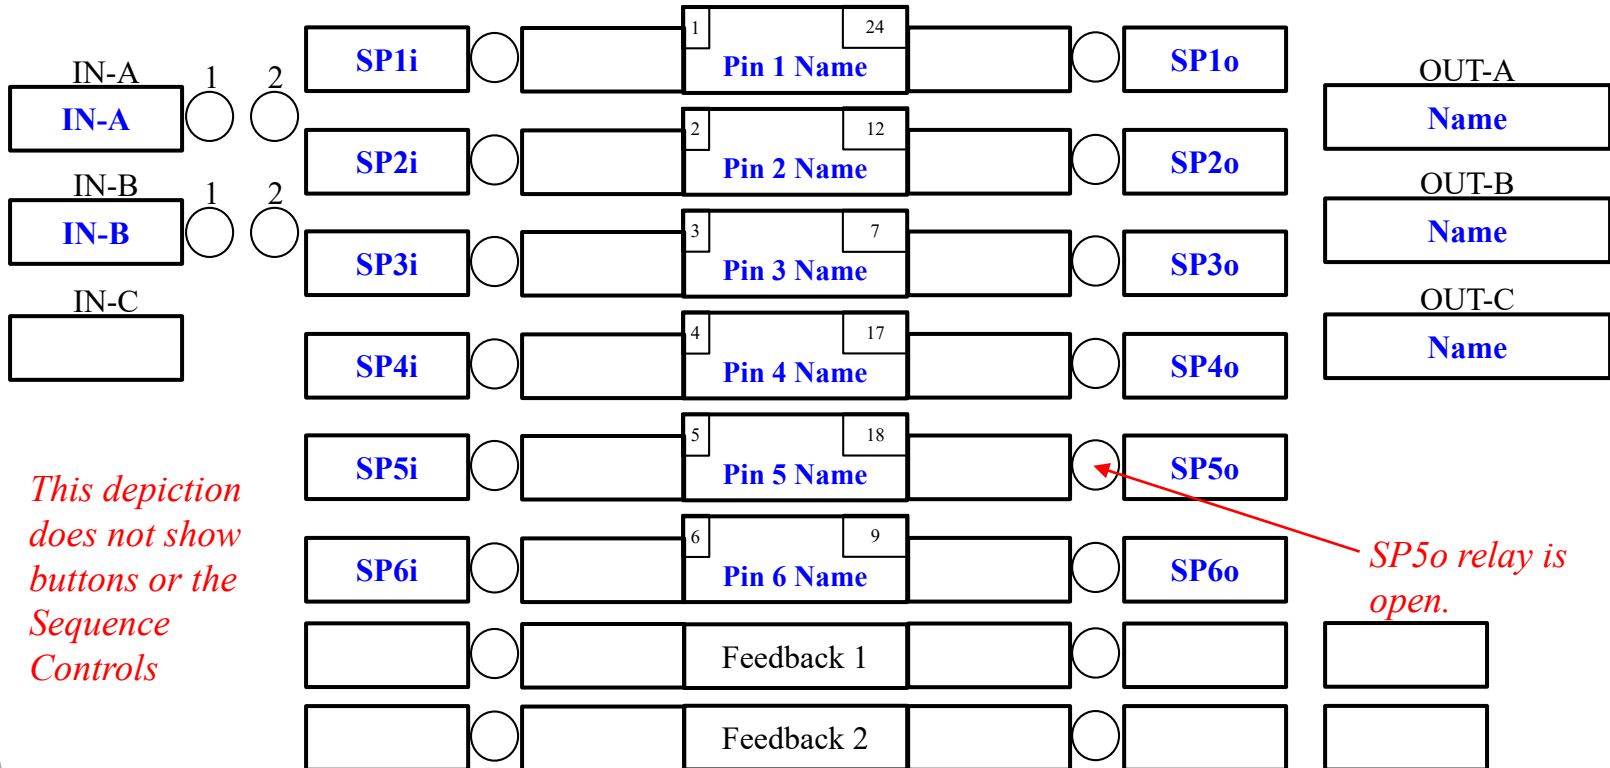 1 24
SP1i Pin 1 Name SP1o
IN-A 1 2 OUT-A
IN-A Name
2 12
SP2i Pin 2 Name SP2o
IN-B 1 2 OUT-B
IN-B Name
3 7
SP3i Pin 3 Name SP3o
IN-C OUT-C
4 17
Name
SP4i Pin 4 Name SP4o
5 18
SP5i Pin 5 Name SP5o
This depiction
does not show
buttons or the
Sequence
Controls
6 9
SP6i Pin 6 Name SP6o
SP5o relay is
open.
Feedback 1
Feedback 2